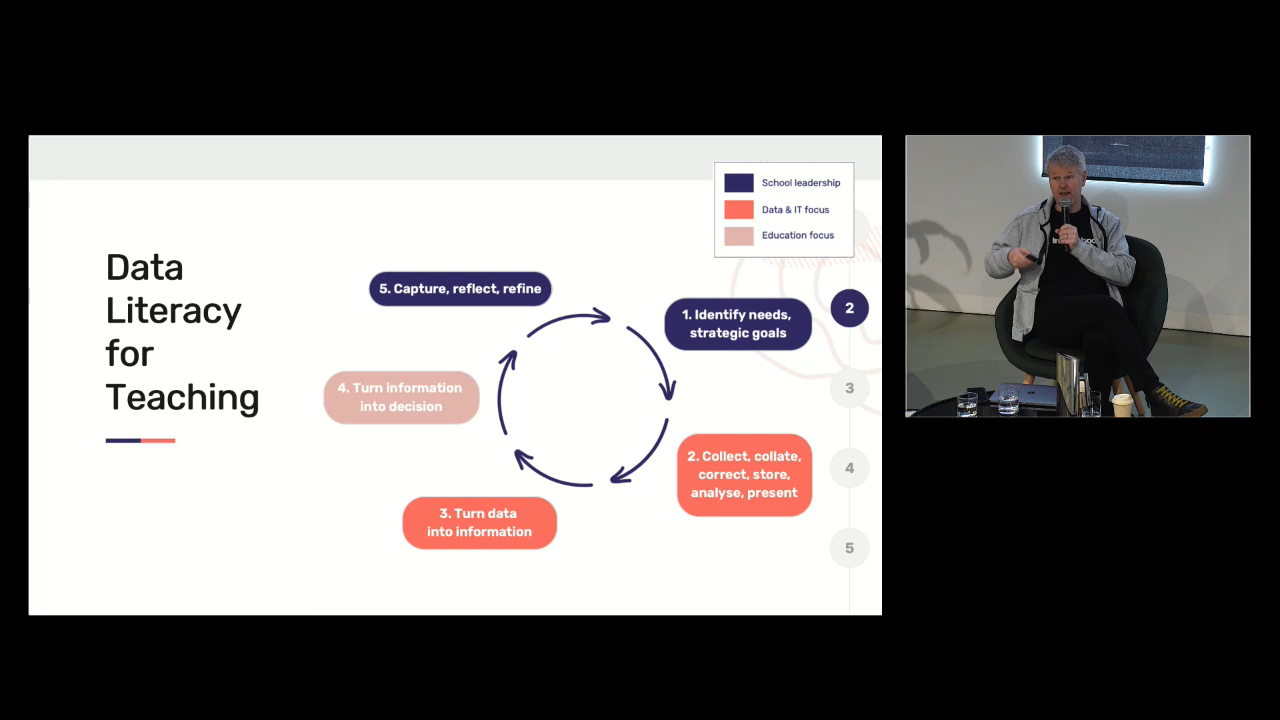 Data
Literacy
for
Teaching
School leadership
Data & IT focus
Education focus
5. Capture, reflect, refine
1. Identify needs,
strategic goals
2
3
4. Turn information
into decision
2. Collect, collate,
correct, store,
analyse, present
4
3. Turn data
into information
5